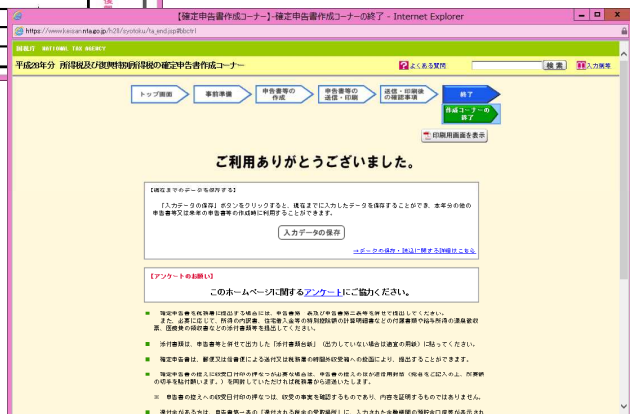 【確定申告書作成コーナー】-確定申告書作成コーナーの終了 - Internet Explorer
https://www.keisan.nta.go.jp/h28/syotoku/ta_end.jsp#bbctrl
国税庁 NATIONAL TAX AGENCY
平成28年分 所得税及び復興特別所得税の確定申告書作成コーナー
よくある質問
検索
入力例等
トップ画面
事前準備
申告書等の
作成
申告書等の
送信・印刷
送信・印刷後
の確認事項
終了
作成コーナーの
終了
印刷用画面を表示
ご利用ありがとうございました。
【現在までのデータを保存する】
「入力データの保存」ボタンをクリックすると、現在までに入力したデータを保存することができ、本年分の他の
申告書等又は来年の申告書等の作成時に利用することができます。
入力データの保存
→データの保存・読込に関する詳細はこちら
【アンケートのお願い】
このホームページに関するアンケートにご協力ください。
■ 確定申告書を税務署に提出する場合には、申告書第一表及び申告書第二表等を併せて提出してください。
また、必要に応じて、所得の内訳書、住宅借入金等の特別控除額の計算明細書などの付属書類や給与所得の源泉徴収
票、医療費の領収書などの添付書類等を提出してください。
■ 添付書類は、申告書等と併せて出力した「添付書類台紙」（出力していない場合は適宜の用紙）に貼ってください。
■ 確定申告書は、郵便又は信書便による送付又は税務署の時間外収受箱への投函により、提出することができます。
■ 確定申告書の控えに収受日付印の押なつが必要な場合は、申告書の控えのほか返信用封筒（宛名をご記入の上、所要額
の切手を貼付願います。）を同封していただければ税務署から返送いたします。
※ 申告書の控えへの収受日付印の押なつは、収受の事実を確認するものであり、内容を証明するものではありません。